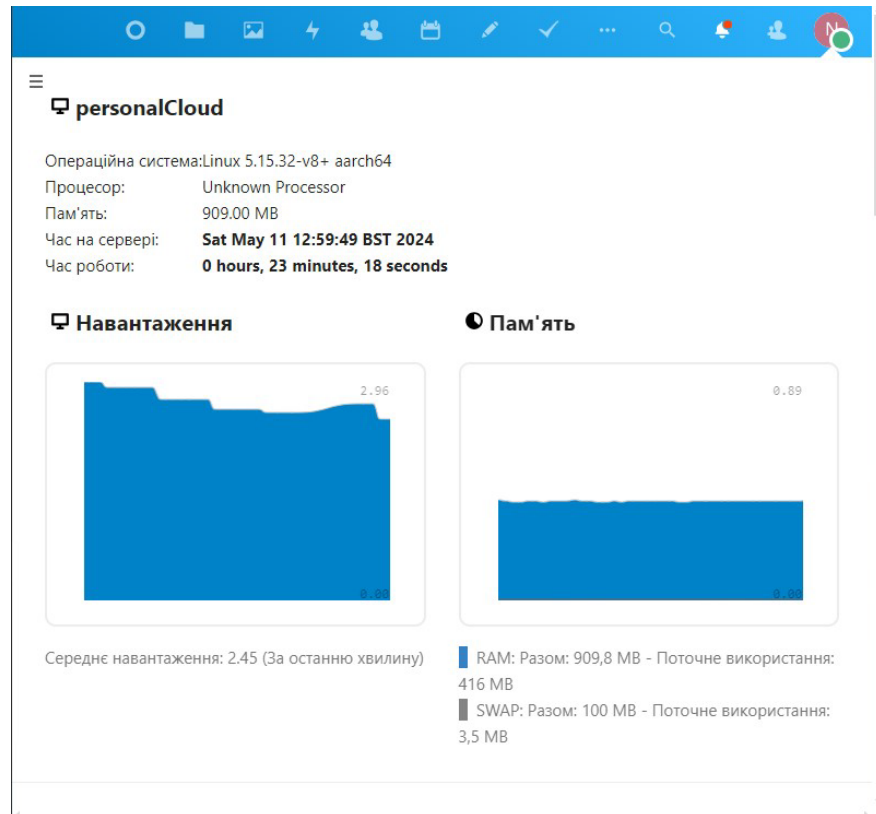 N
personalCloud
Операційна система:Linux 5.15.32-v8+ aarch64
Процесор: Unknown Processor
Пам'ять: 909.00 MB
Час на сервері: Sat May 11 12:59:49 BST 2024
Час роботи: 0 hours, 23 minutes, 18 seconds
Навантаження
2.96
0.00
Середнє навантаження: 2.45 (За останню хвилину)
Пам'ять
0.89
0.00
RAM: Разом: 909,8 MB - Поточне використання:
416 MB
SWAP: Разом: 100 MB - Поточне використання:
3,5 MB